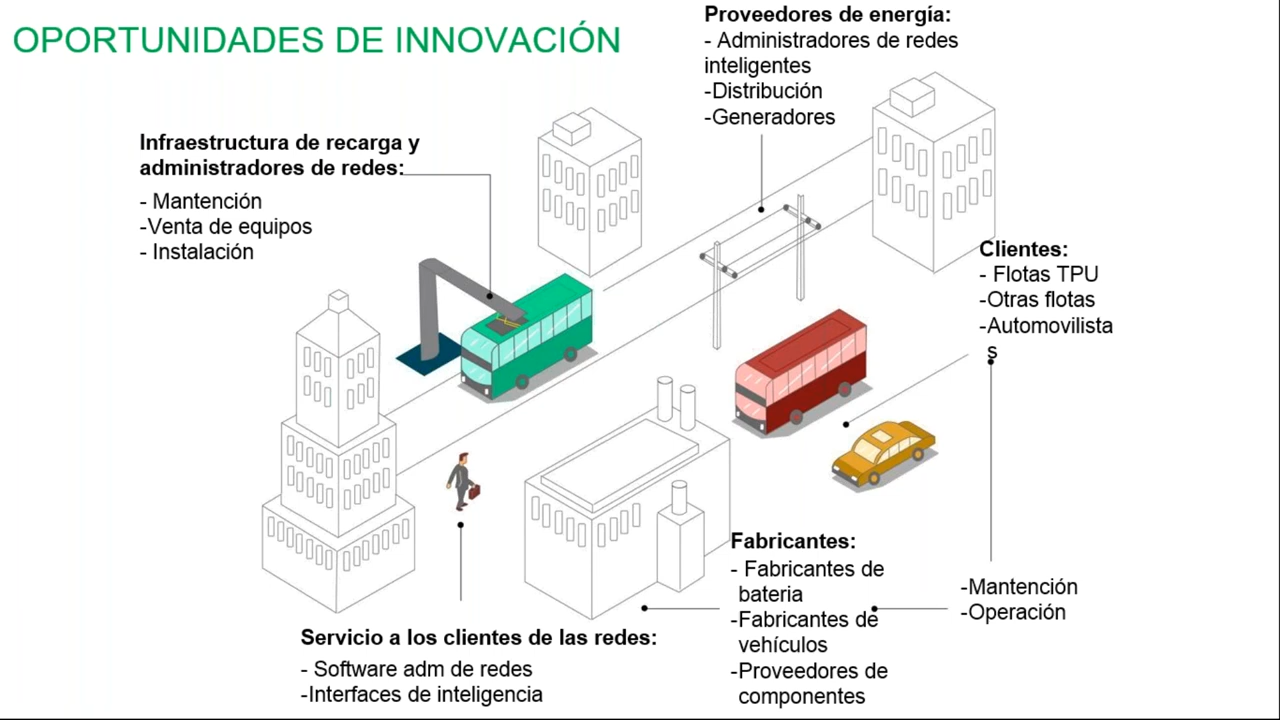 OPORTUNIDADES DE INNOVACIÓN
Proveedores de energía:
- Administradores de redes
inteligentes
-Distribución
-Generadores
Infraestructura de recarga y
administradores de redes:
- Mantención
-Venta de equipos
- Instalación
Clientes:
- Flotas TPU
-Otras flotas
-Automovilista
s
Fabricantes:
- Fabricantes de
bateria
-Fabricantes de
vehículos
-Proveedores de
componentes
-Mantención
-Operación
Servicio a los clientes de las redes:
- Software adm de redes
-Interfaces de inteligencia